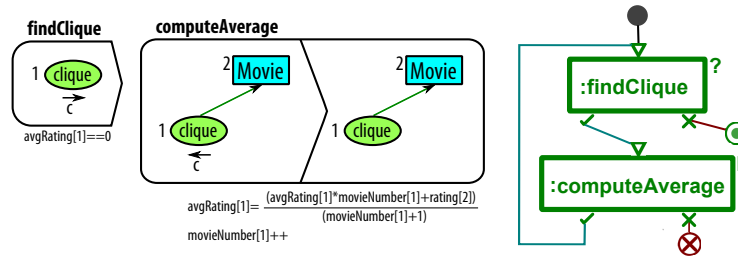 findClique
computeAverage
1 clique
c
avgRating[1]==0
2 Movie
1 clique
c
2 Movie
1 clique
avgRating[1]= (avgRating[1]*movieNumber[1]+rating[2])
(movieNumber[1]+1)
movieNumber[1]++
:findClique
?
:computeAverage